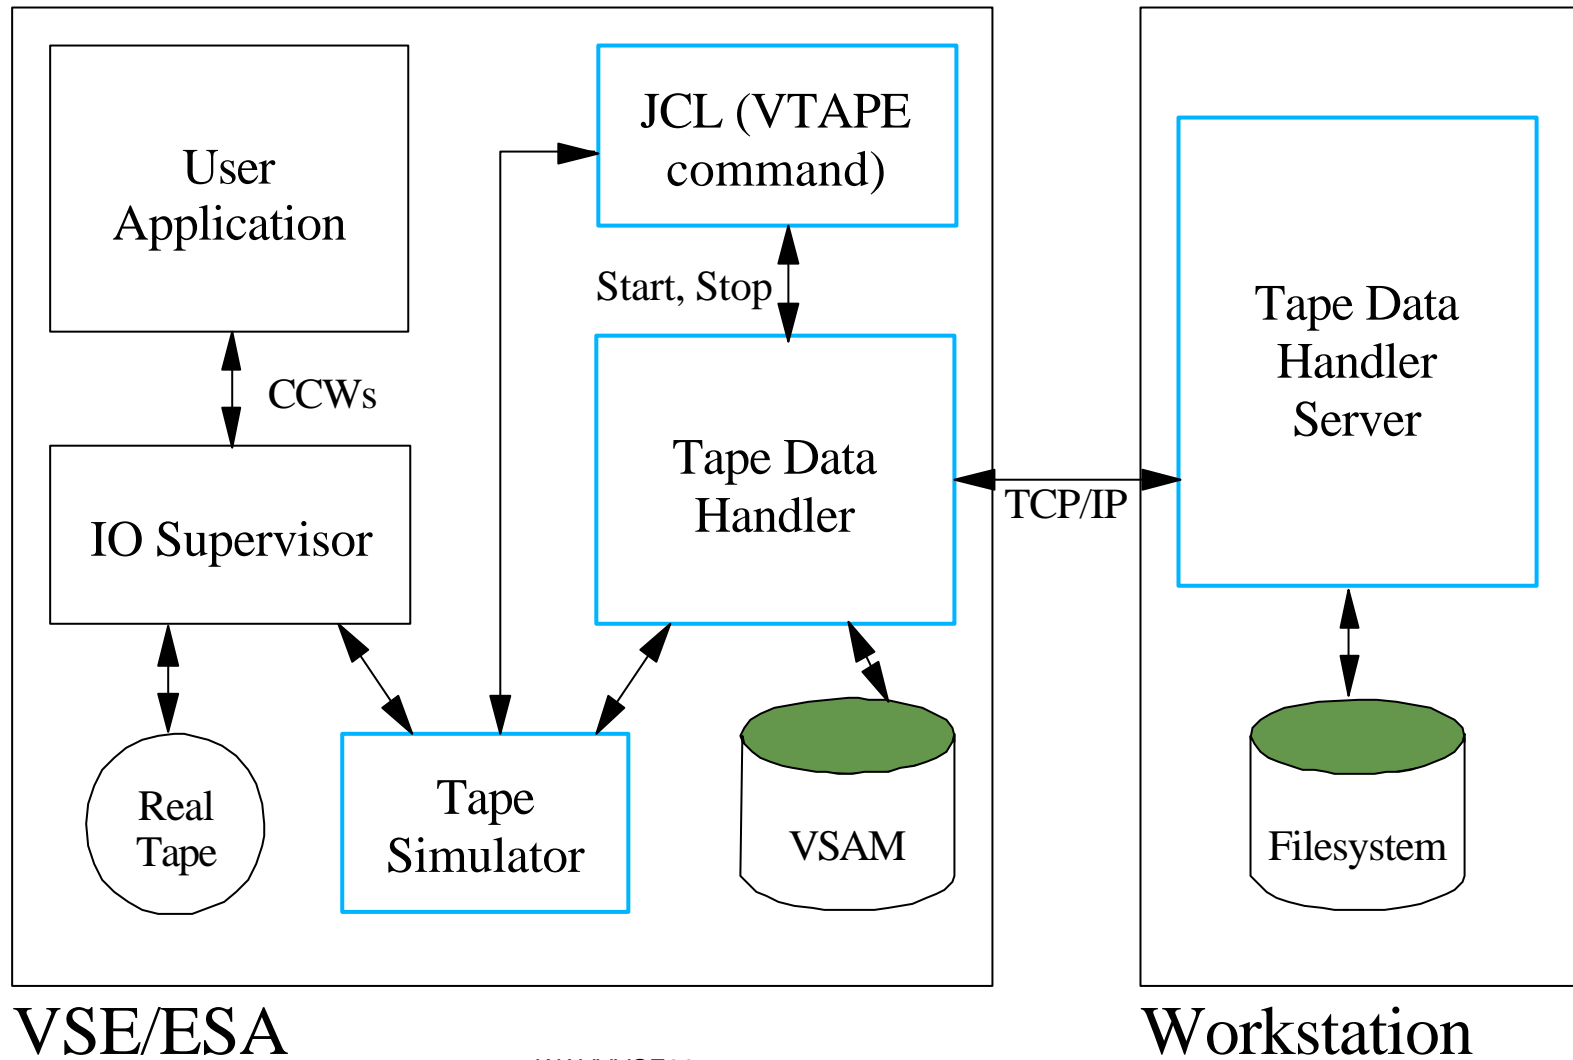 User
Application
JCL (VTAPE
command)
Start, Stop
CCWs
Tape Data
Handler
IO Supervisor
TCP/IP
Tape Data
Handler
Server
Real
Tape
Tape
Simulator
VSAM
Filesystem
VSE/ESA
Workstation